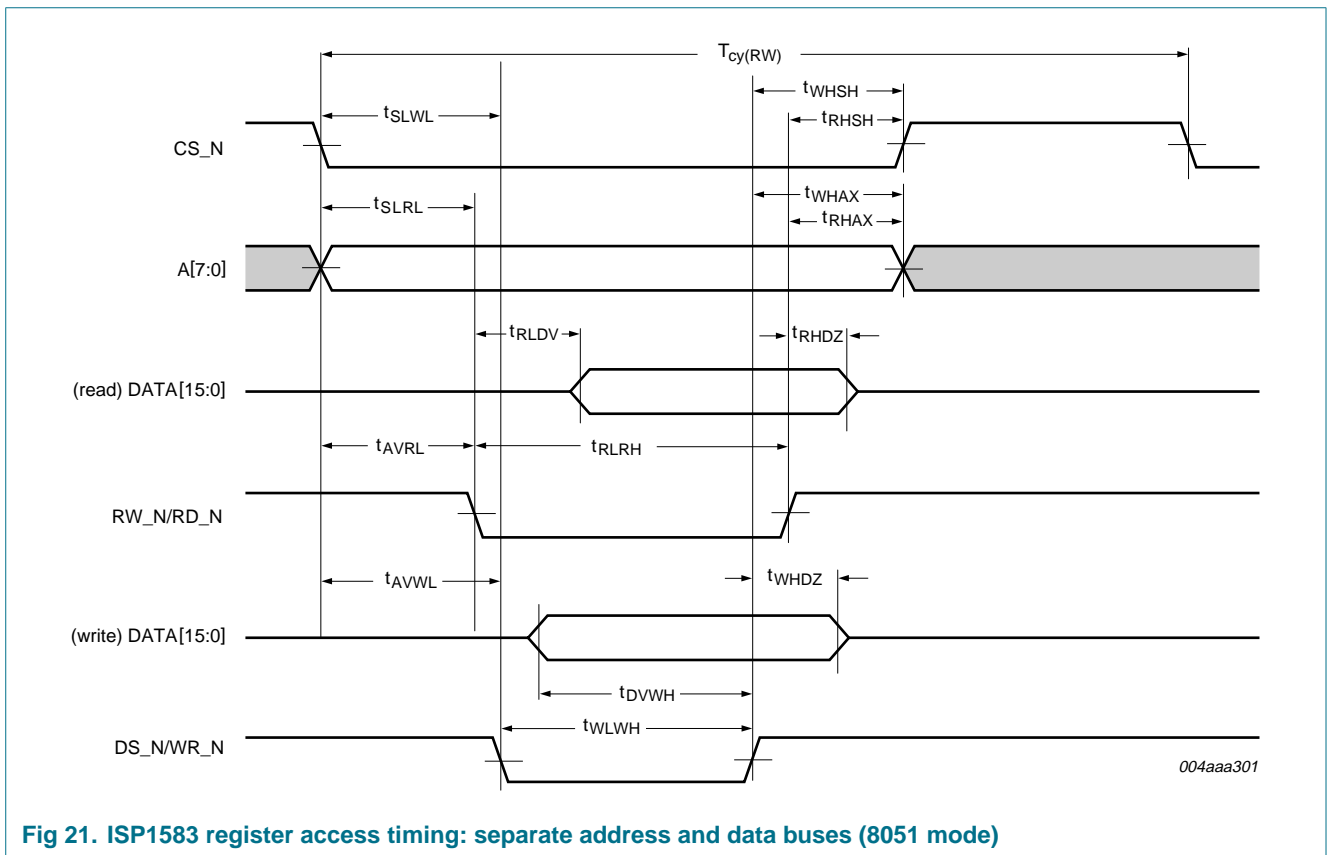 Tcy(RW)
tWHSH
tSLWL
tRHSH
CS_N
tWHAX
tSLRL
tRHAX
A[7:0]
tRLDV
tRHDZ
(read) DATA[15:0]
tAVRL
tRLRH
RW_N/RD_N
tAVWL
tWHDZ
(write) DATA[15:0]
tDVWH
tWLWH
DS_N/WR_N
004aaa301
Fig 21. ISP1583 register access timing: separate address and data buses (8051 mode)